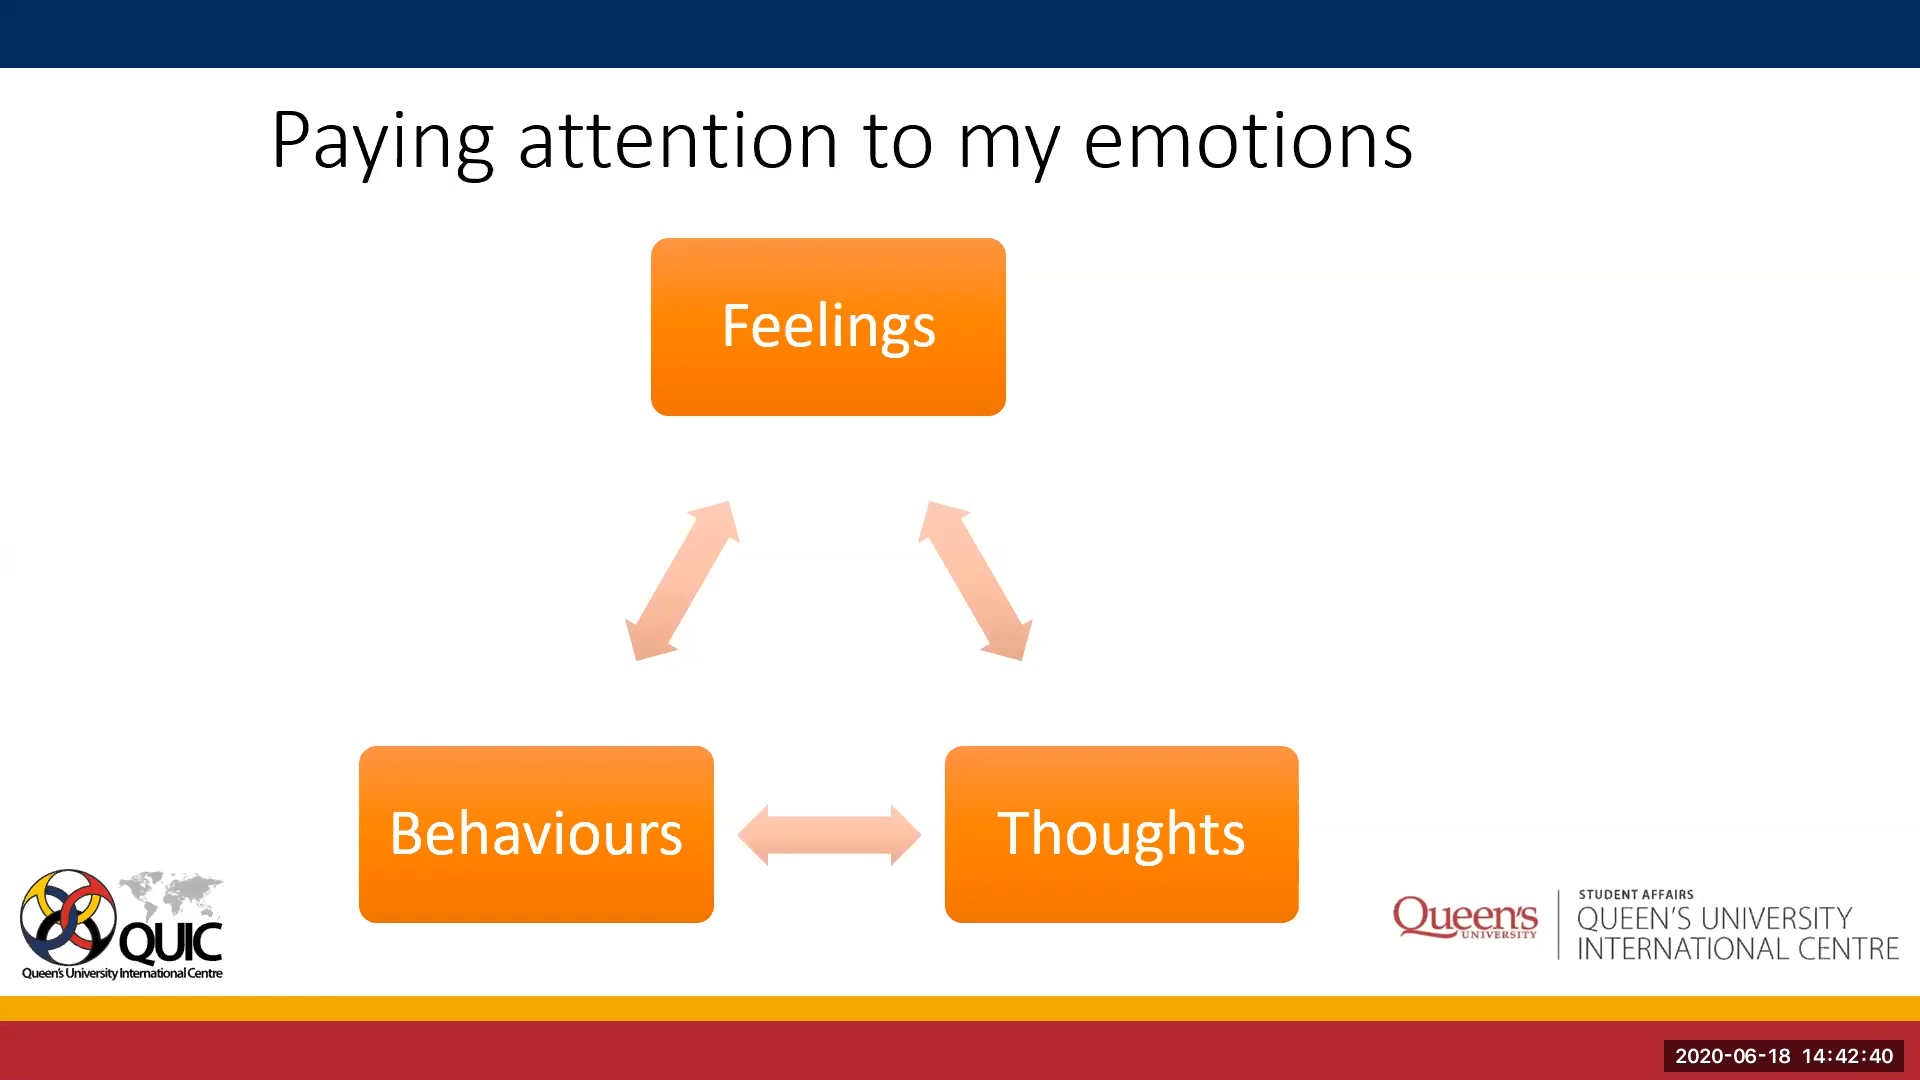 Paying attention to my emotions
Feelings
Behaviours
Thoughts
QUIC
Queen's University International Centre
Queen's
UNIVERSITY
STUDENT AFFAIRS
QUEEN'S UNIVERSITY
INTERNATIONAL CENTRE
2020-06-18 14:42:40